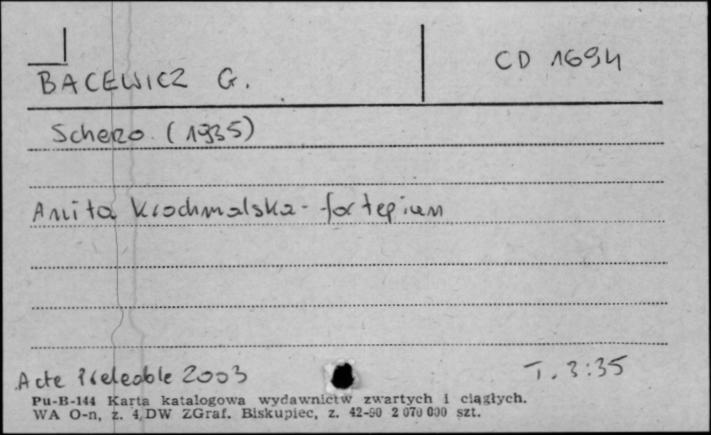 BACEWICZ G.
CD 1694
Scherzo (1935)
Anita Krochmalska - fortepian
Acte Préalable 2003
T. 3:35
Pu-B-144 Karta katalogowa wydawnictw zwartych i ciągłych.
WA O-n, z. 4, DW ZGraf. Biskupiec, z. 42-90 2 070 000 szt.